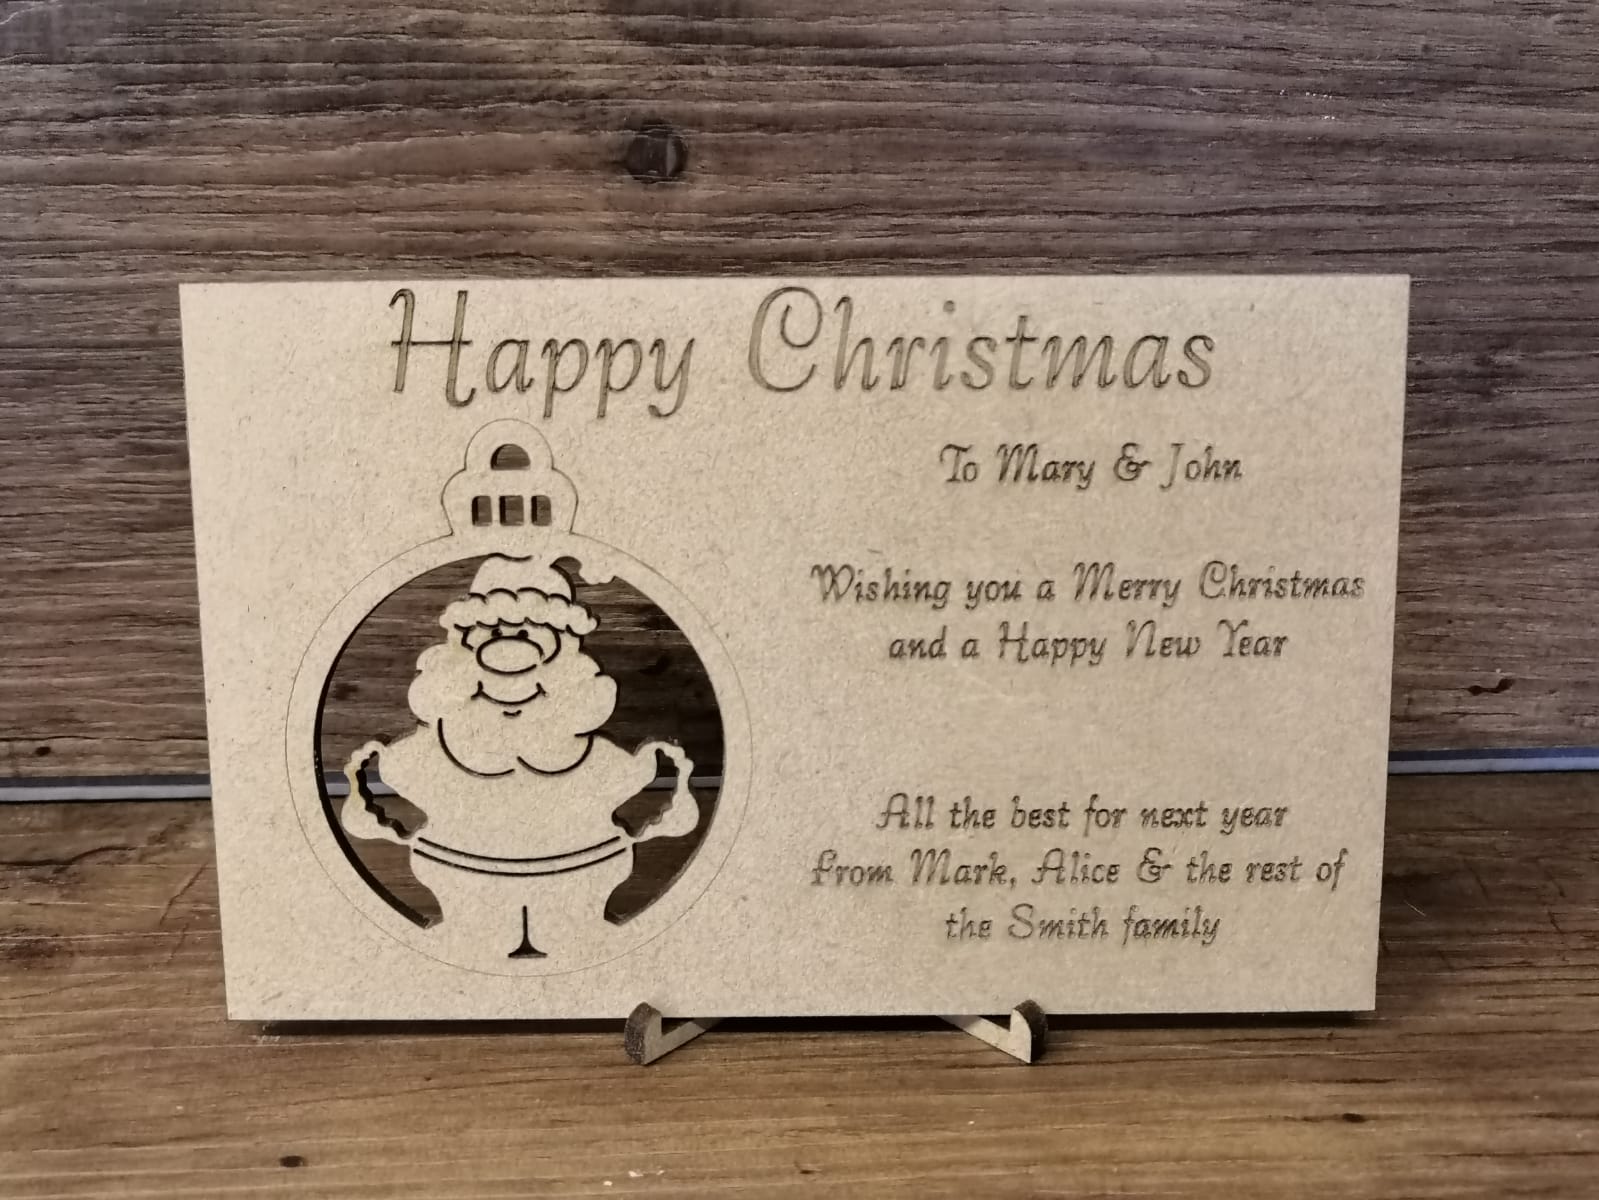 Happy Christmas
To Mary & John
Wishing you a Merry Christmas
and a Happy New Year
All the best for next year
from Mark, Alice & the rest of
the Smith family